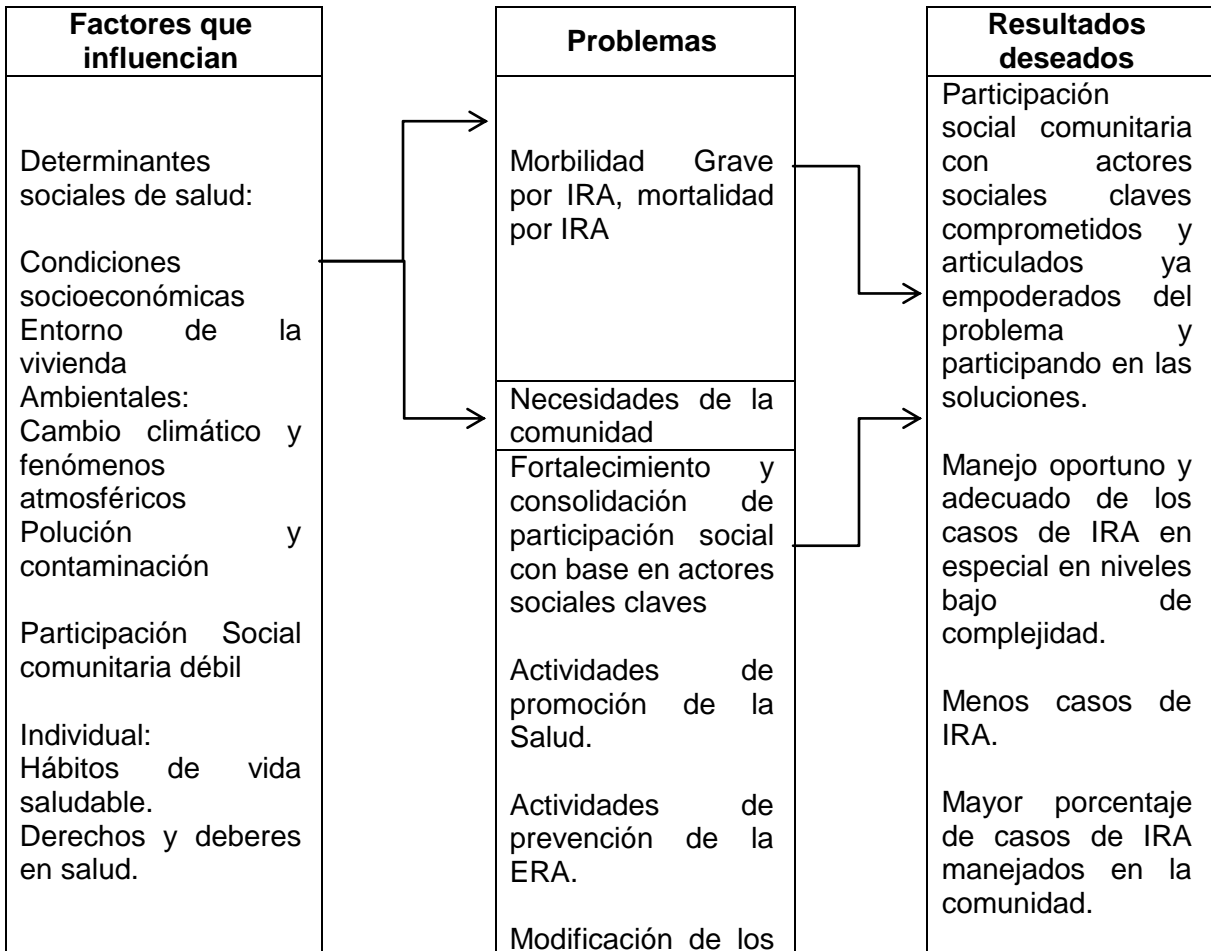 Factores que
influencian
Determinantes
sociales de salud:
Condiciones
socioeconómicas
Entorno de la
vivienda
Ambientales:
Cambio climático y
fenómenos
atmosféricos
Polución y
contaminación
Participación Social
comunitaria débil
Individual:
Hábitos de vida
saludable.
Derechos y deberes
en salud.
Problemas
Morbilidad Grave
por IRA, mortalidad
por IRA
Necesidades de la
comunidad
Fortalecimiento y
consolidación de
participación social
con base en actores
sociales claves
Actividades de
promoción de la
Salud.
Actividades de
prevención de la
ERA.
Modificación de los
Resultados
deseados
Participación
social comunitaria
con actores
sociales claves
comprometidos y
articulados ya
empoderados del
problema y
participando en las
soluciones.
Manejo oportuno y
adecuado de los
casos de IRA en
especial en niveles
bajo de
complejidad.
Menos casos de
IRA.
Mayor porcentaje
de casos de IRA
manejados en la
comunidad.